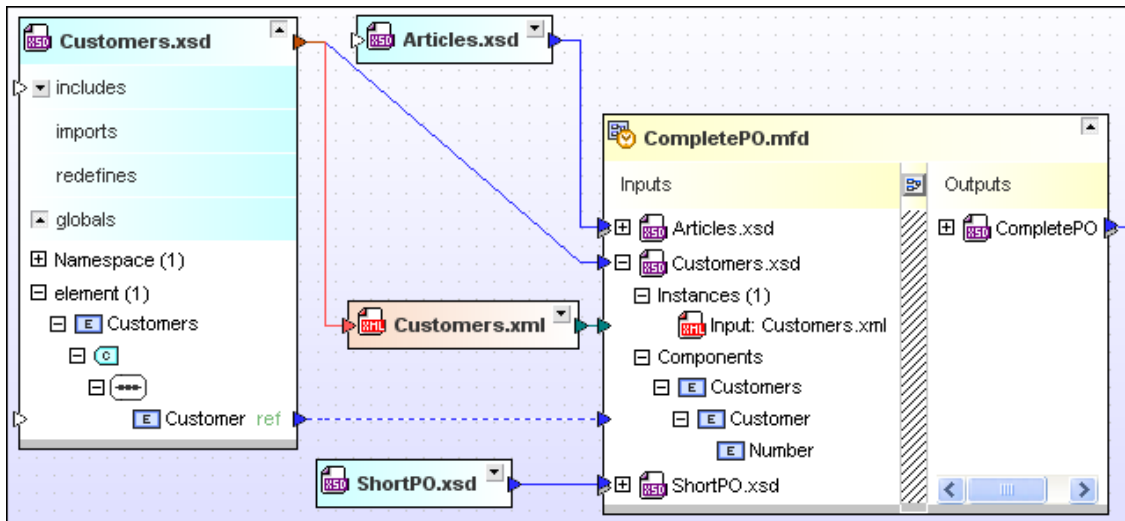 Customers.xsd
includes
imports
redefines
globals
Namespace (1)
element (1)
E Customers
C
E Customer ref
Articles.xsd
Customers.xml
ShortPO.xsd
CompletePO.mfd
Inputs
Articles.xsd
Customers.xsd
Instances (1)
Input: Customers.xml
Components
E Customers
E Customer
E Number
ShortPO.xsd
Outputs
CompletePO